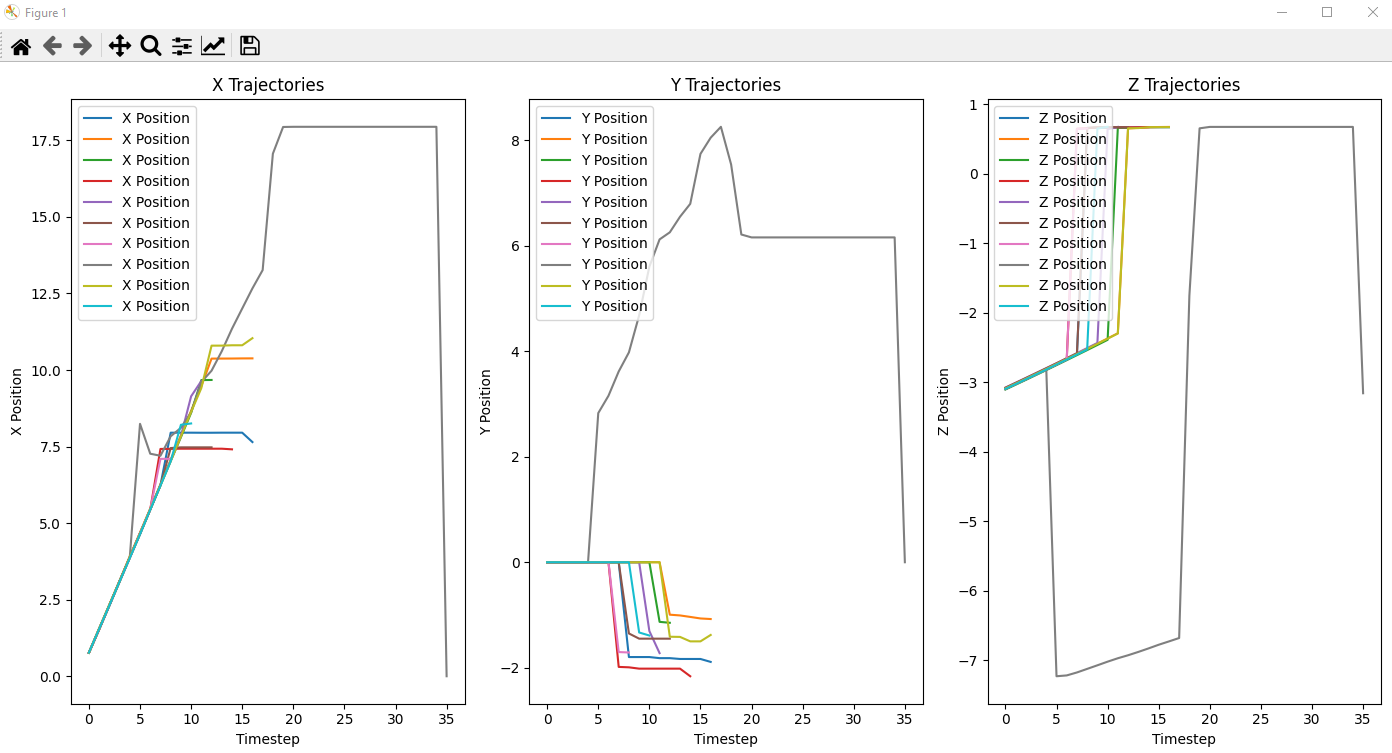 Figure 1
X Trajectories
X Position
X Position
X Position
X Position
X Position
X Position
X Position
X Position
X Position
X Position
17.5
15.0
12.5
10.0
7.5
5.0
2.5
0.0
X Position
0 5 10 15 20 25 30 35
Timestep
Y Trajectories
Y Position
Y Position
Y Position
Y Position
Y Position
Y Position
Y Position
Y Position
Y Position
Y Position
8
6
4
2
0
−2
Y Position
0 5 10 15 20 25 30 35
Timestep
Z Trajectories
Z Position
Z Position
Z Position
Z Position
Z Position
Z Position
Z Position
Z Position
Z Position
Z Position
1
0
−1
−2
−3
−4
−5
−6
−7
Z Position
0 5 10 15 20 25 30 35
Timestep